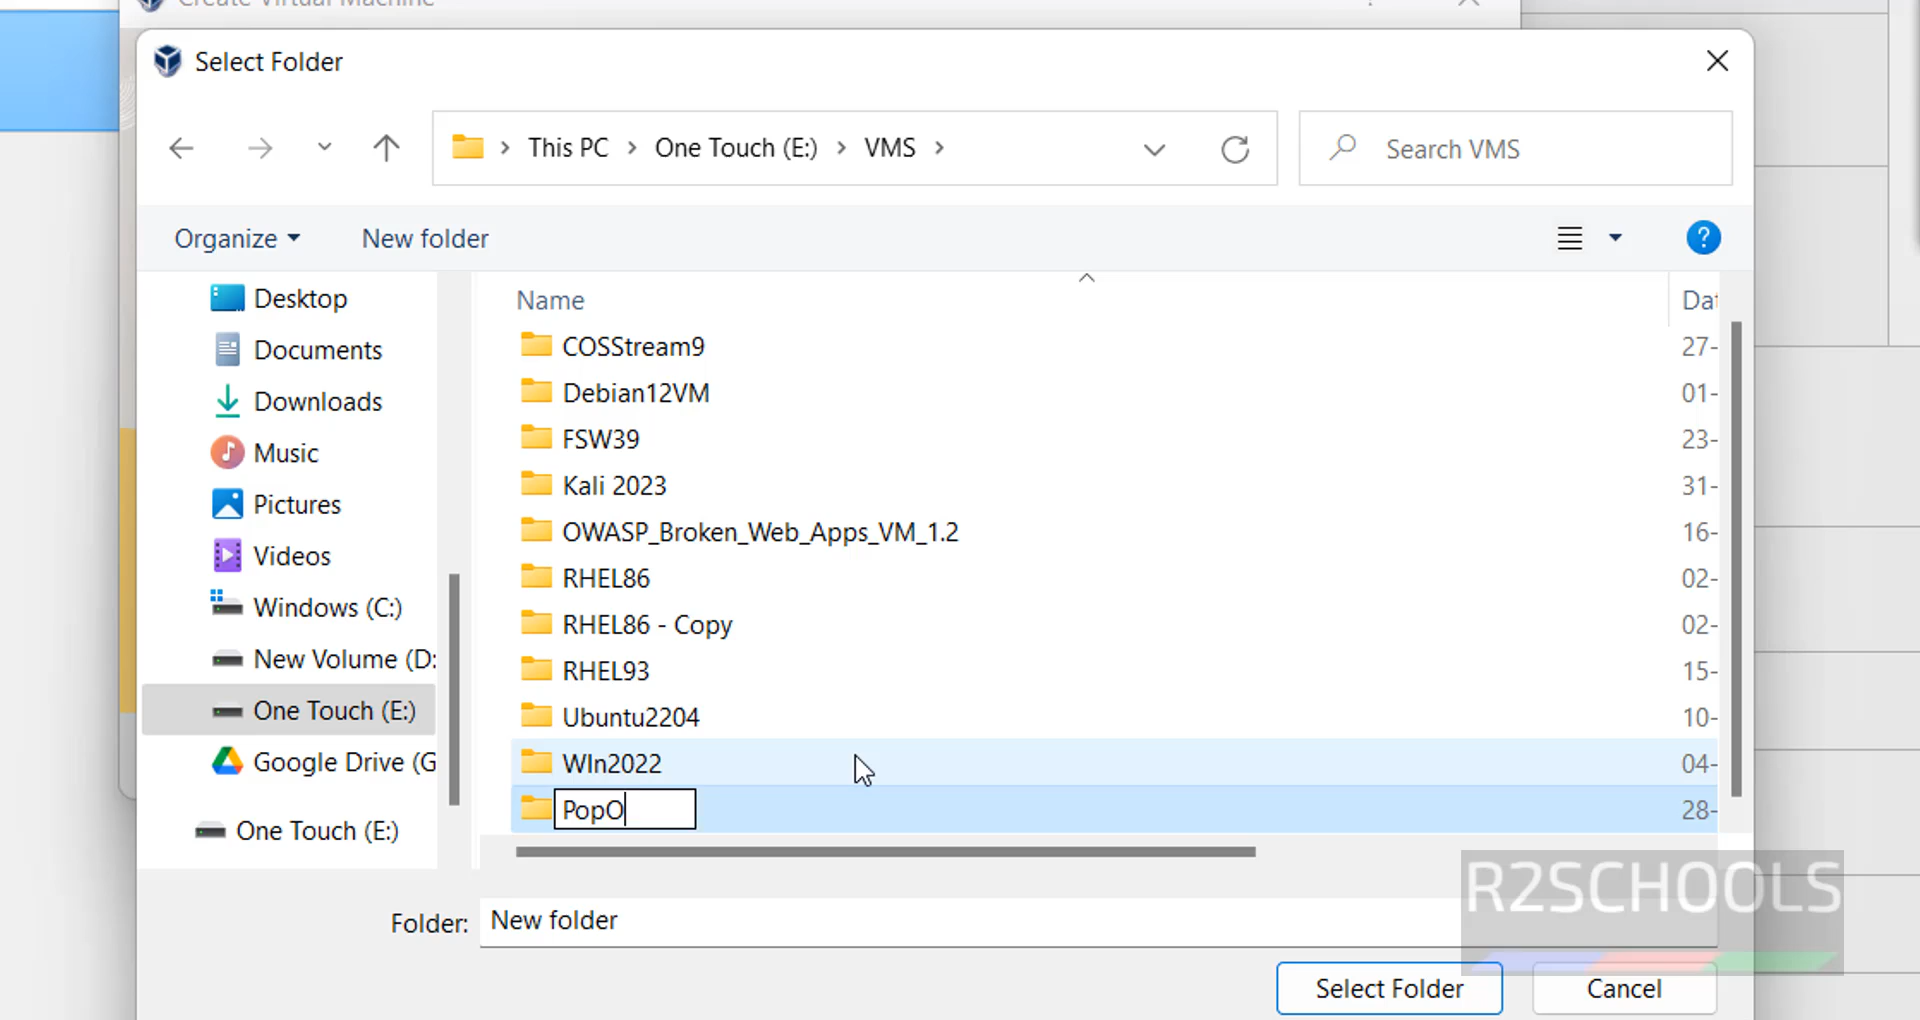 Create Virtual Machine
Select Folder
This PC > One Touch (E:) > VMS >
Search VMS
Organize
New folder
?
Desktop
Documents
Downloads
Music
Pictures
Videos
Windows (C:)
New Volume (D:
One Touch (E:)
Google Drive (G
One Touch (E:)
Name
Dat
COSStream9
27-
Debian12VM
01-
FSW39
23-
Kali 2023
31-
OWASP_Broken_Web_Apps_VM_1.2
16-
RHEL86
02-
RHEL86 - Copy
02-
RHEL93
15-
Ubuntu2204
10-
WIn2022
04-
PopO
28-
Folder:
New folder
R2SCHOOLS
Select Folder
Cancel